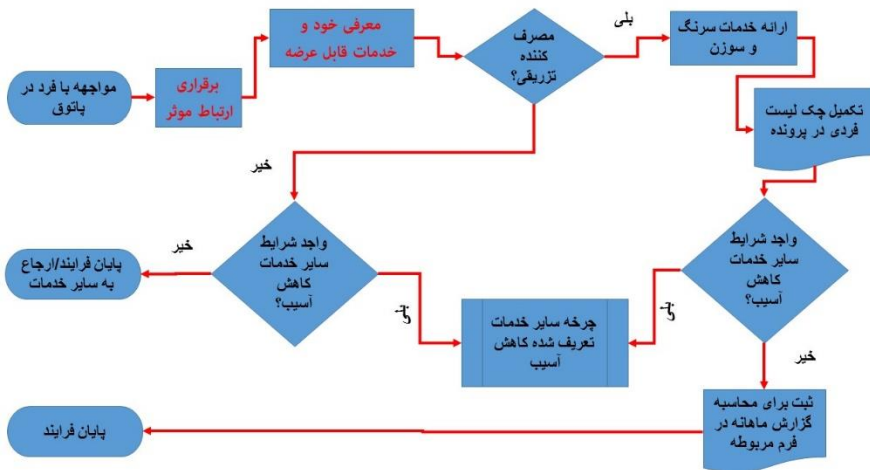 مواجهه با فرد در
پاتوق
برقراری
ارتباط موثر
معرفی خود و
خدمات قابل عرضه
مصرف
کننده
تزریقی؟
بلی
ارائه خدمات سرنگ
و سوزن
تکمیل چک لیست
فردی در پرونده
خیر
واجد شرایط
سایر خدمات
کاهش
آسیب؟
بلی
خیر
چرخه سایر خدمات
تعریف شده کاهش
آسیب
واجد شرایط
سایر خدمات
کاهش
آسیب؟
خیر
بلی
پایان فرایند/ارجاع
به سایر خدمات
ثبت برای محاسبه
گزارش ماهانه در
فرم مربوطه
پایان فرایند